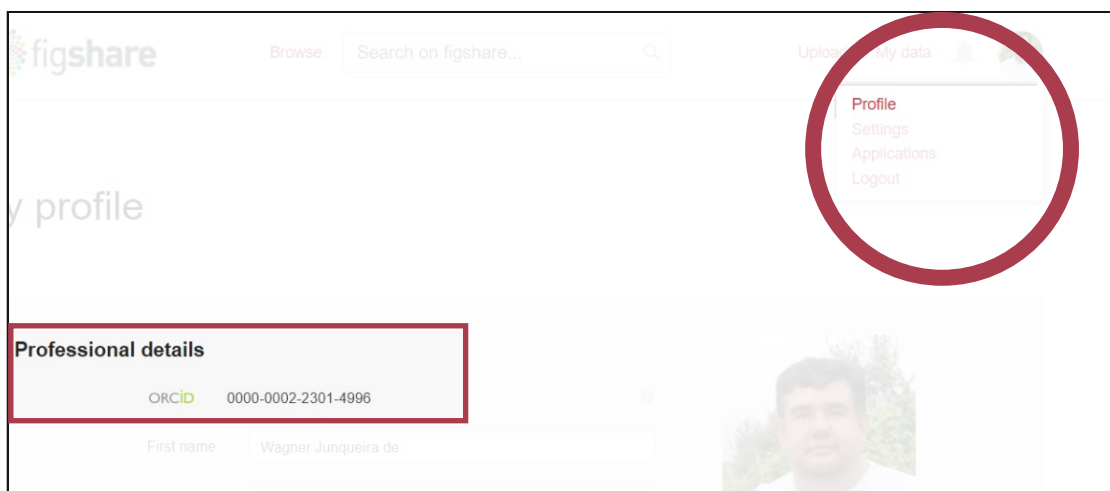 figshare Browse Search on figshare... Upload My data
Profile
Settings
Applications
Logout
y profile
Professional details
ORCiD 0000-0002-2301-4996
First name Wagner Junqueira de